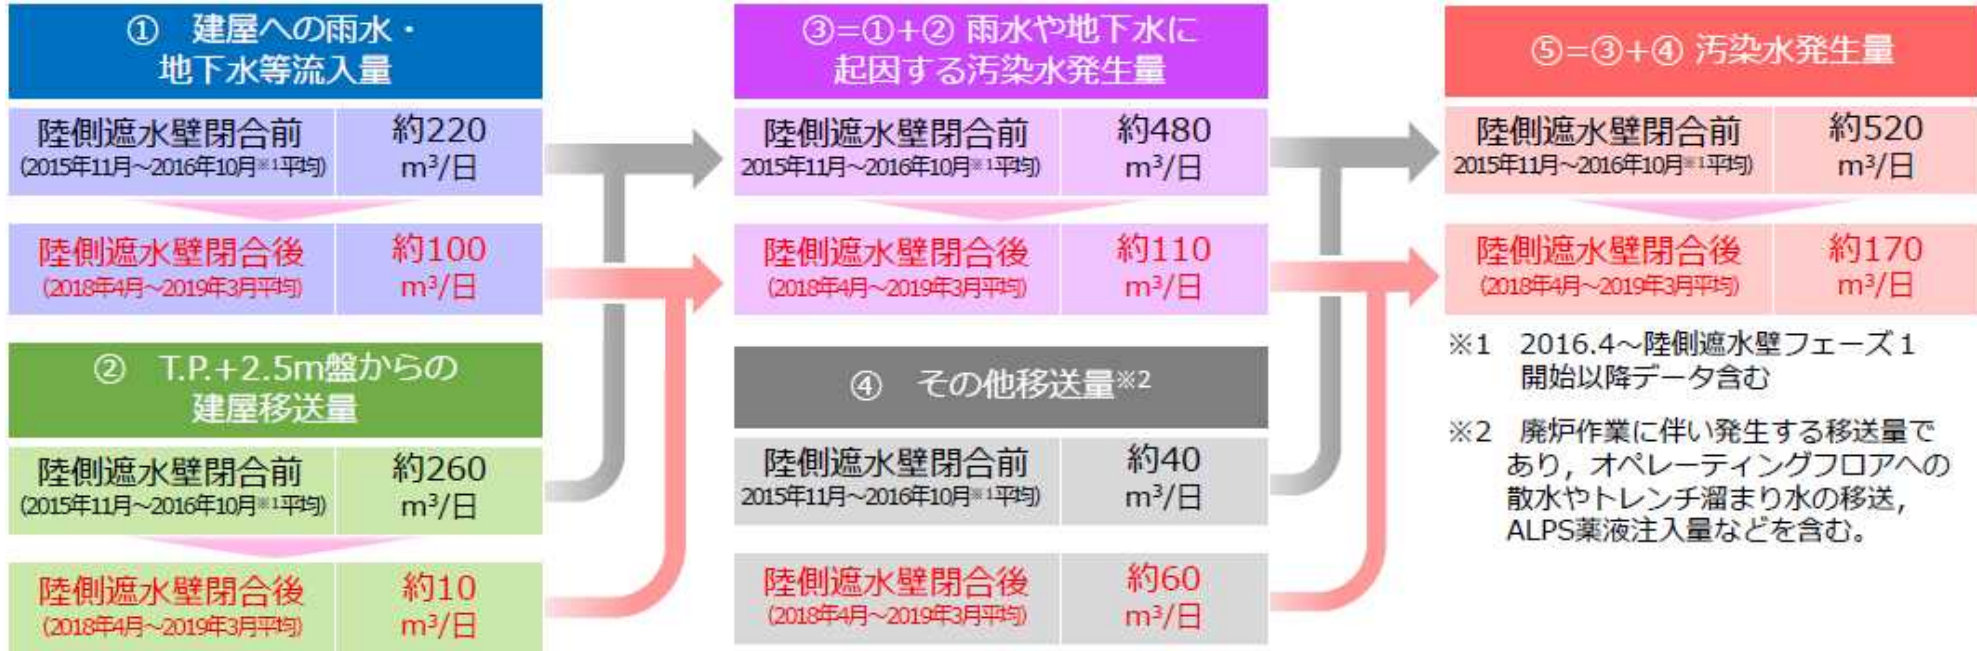 ① 建屋への雨水・
地下水等流入量
陸側遮水壁閉合前
(2015年11月～2016年10月※1平均)
約220
m³/日
陸側遮水壁閉合後
(2018年4月～2019年3月平均)
約100
m³/日
② T.P.+2.5m盤からの
建屋移送量
陸側遮水壁閉合前
(2015年11月～2016年10月※1平均)
約260
m³/日
陸側遮水壁閉合後
(2018年4月～2019年3月平均)
約10
m³/日
③=①+② 雨水や地下水に
起因する汚染水発生量
陸側遮水壁閉合前
2015年11月～2016年10月※1平均)
約480
m³/日
陸側遮水壁閉合後
(2018年4月～2019年3月平均)
約110
m³/日
④ その他移送量※2
陸側遮水壁閉合前
2015年11月～2016年10月※1平均)
約40
m³/日
陸側遮水壁閉合後
(2018年4月～2019年3月平均)
約60
m³/日
⑤=③+④ 汚染水発生量
陸側遮水壁閉合前
2015年11月～2016年10月※1平均)
約520
m³/日
陸側遮水壁閉合後
(2018年4月～2019年3月平均)
約170
m³/日
※1 2016.4～陸側遮水壁フェーズ１
開始以降データ含む
※2 廃炉作業に伴い発生する移送量で
あり，オペレーティングフロアへの
散水やトレンチ溜まり水の移送，
ALPS薬液注入量などを含む。